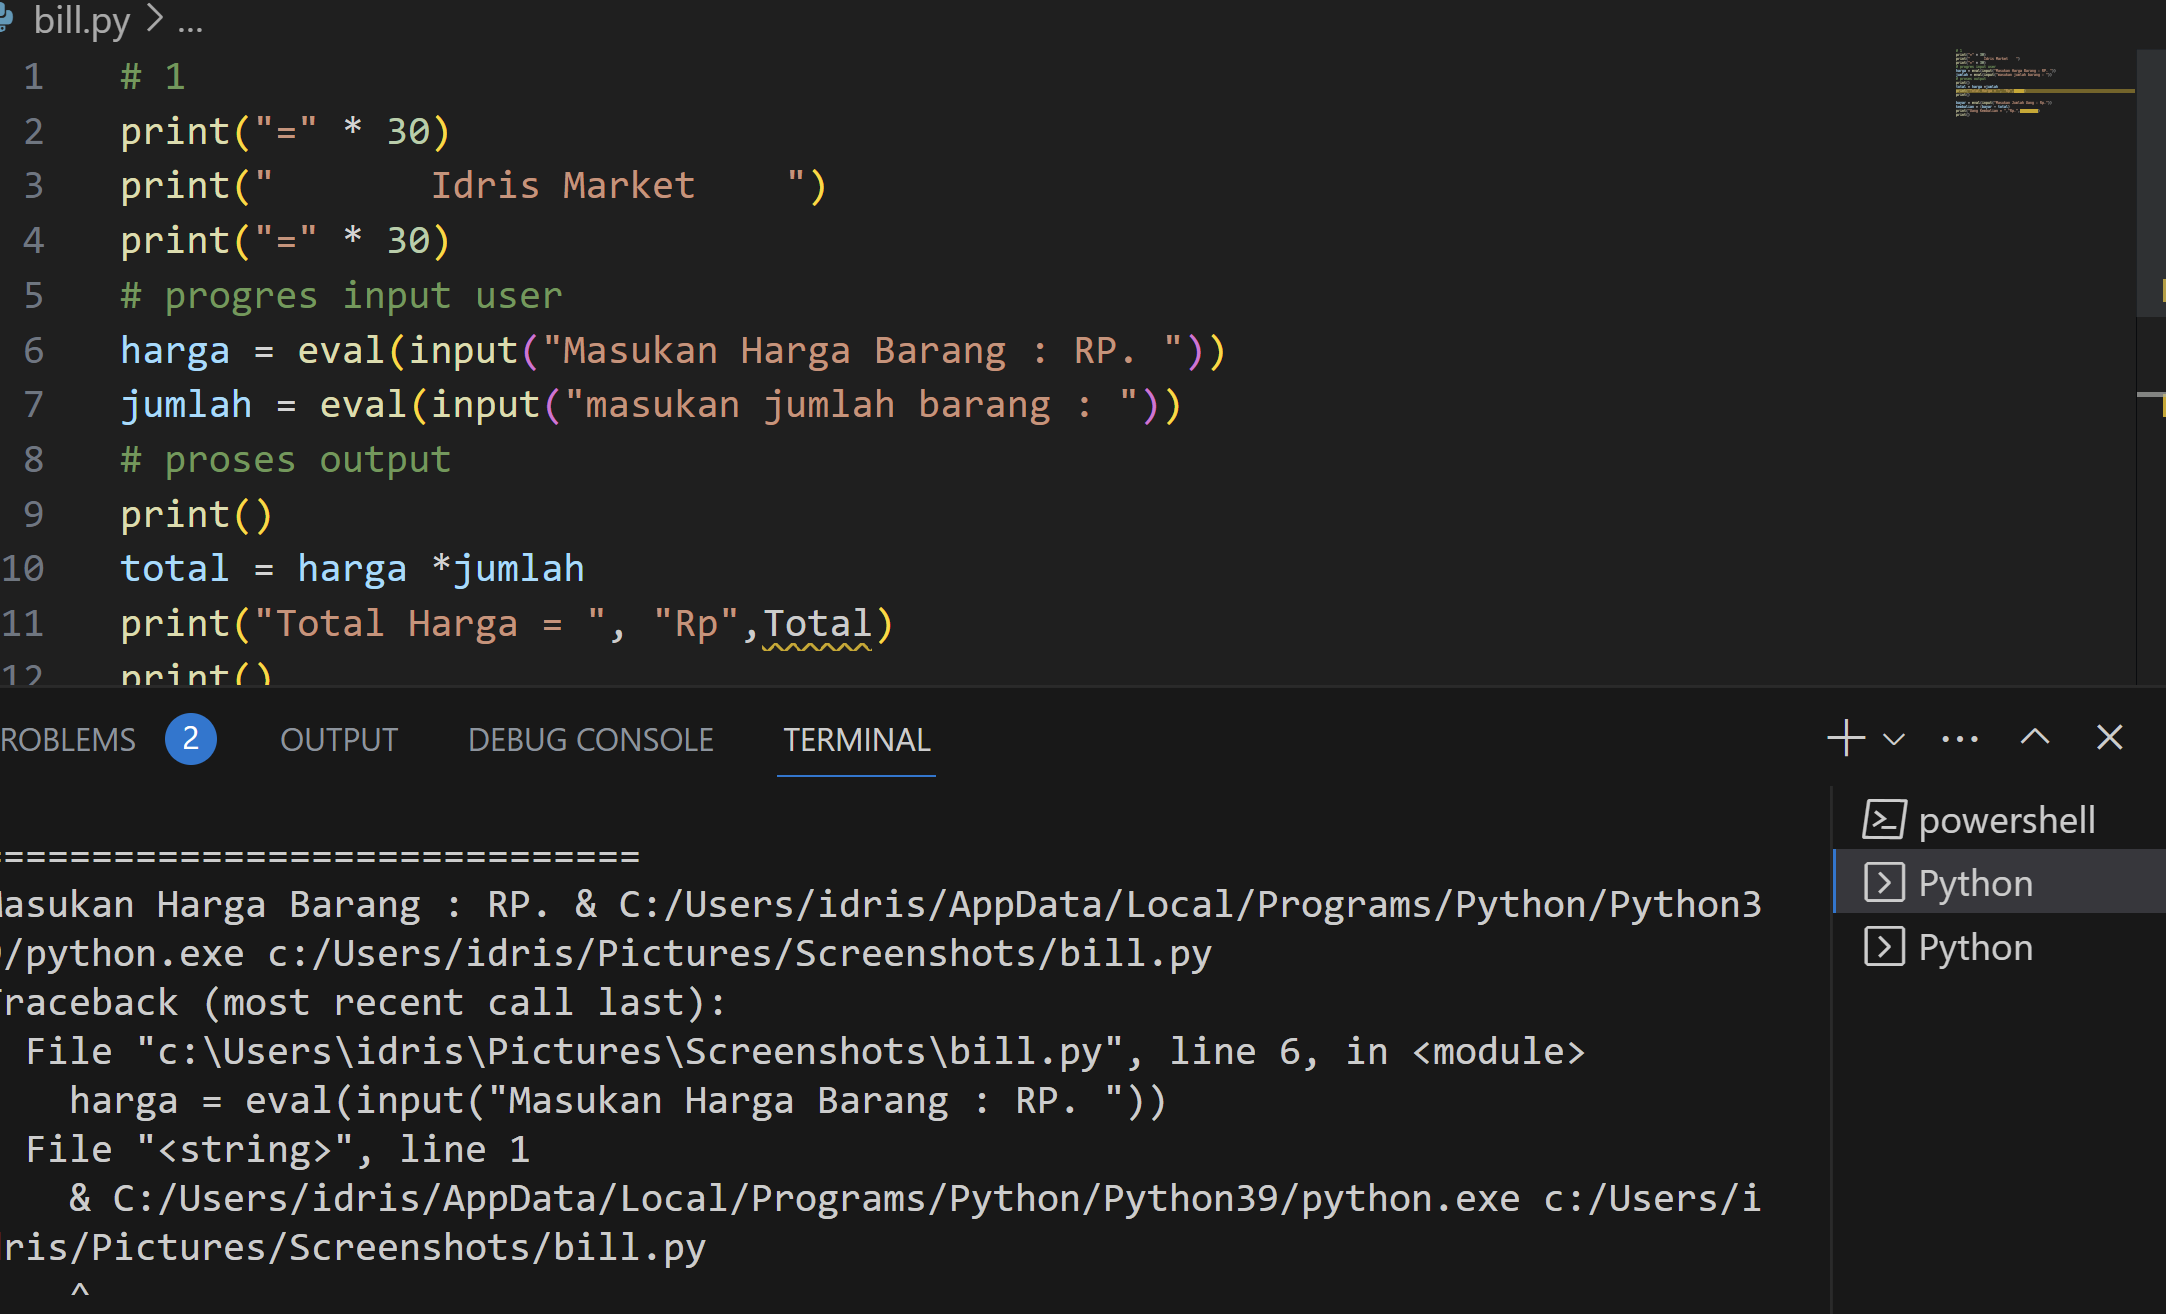 bill.py > ...
1 # 1
2 print("=" * 30)
3 print("       Idris Market    ")
4 print("=" * 30)
5 # progres input user
6 harga = eval(input("Masukan Harga Barang : RP. "))
7 jumlah = eval(input("masukan jumlah barang : "))
8 # proses output
9 print()
10 total = harga *jumlah
11 print("Total Harga = ", "Rp",Total)
12 print()
ROBLEMS 2 OUTPUT DEBUG CONSOLE TERMINAL
==============================
Masukan Harga Barang : RP. & C:/Users/idris/AppData/Local/Programs/Python/Python3
9/python.exe c:/Users/idris/Pictures/Screenshots/bill.py
Traceback (most recent call last):
  File "c:\Users\idris\Pictures\Screenshots\bill.py", line 6, in <module>
    harga = eval(input("Masukan Harga Barang : RP. "))
  File "<string>", line 1
    & C:/Users/idris/AppData/Local/Programs/Python/Python39/python.exe c:/Users/i
dris/Pictures/Screenshots/bill.py
    ^
powershell
Python
Python